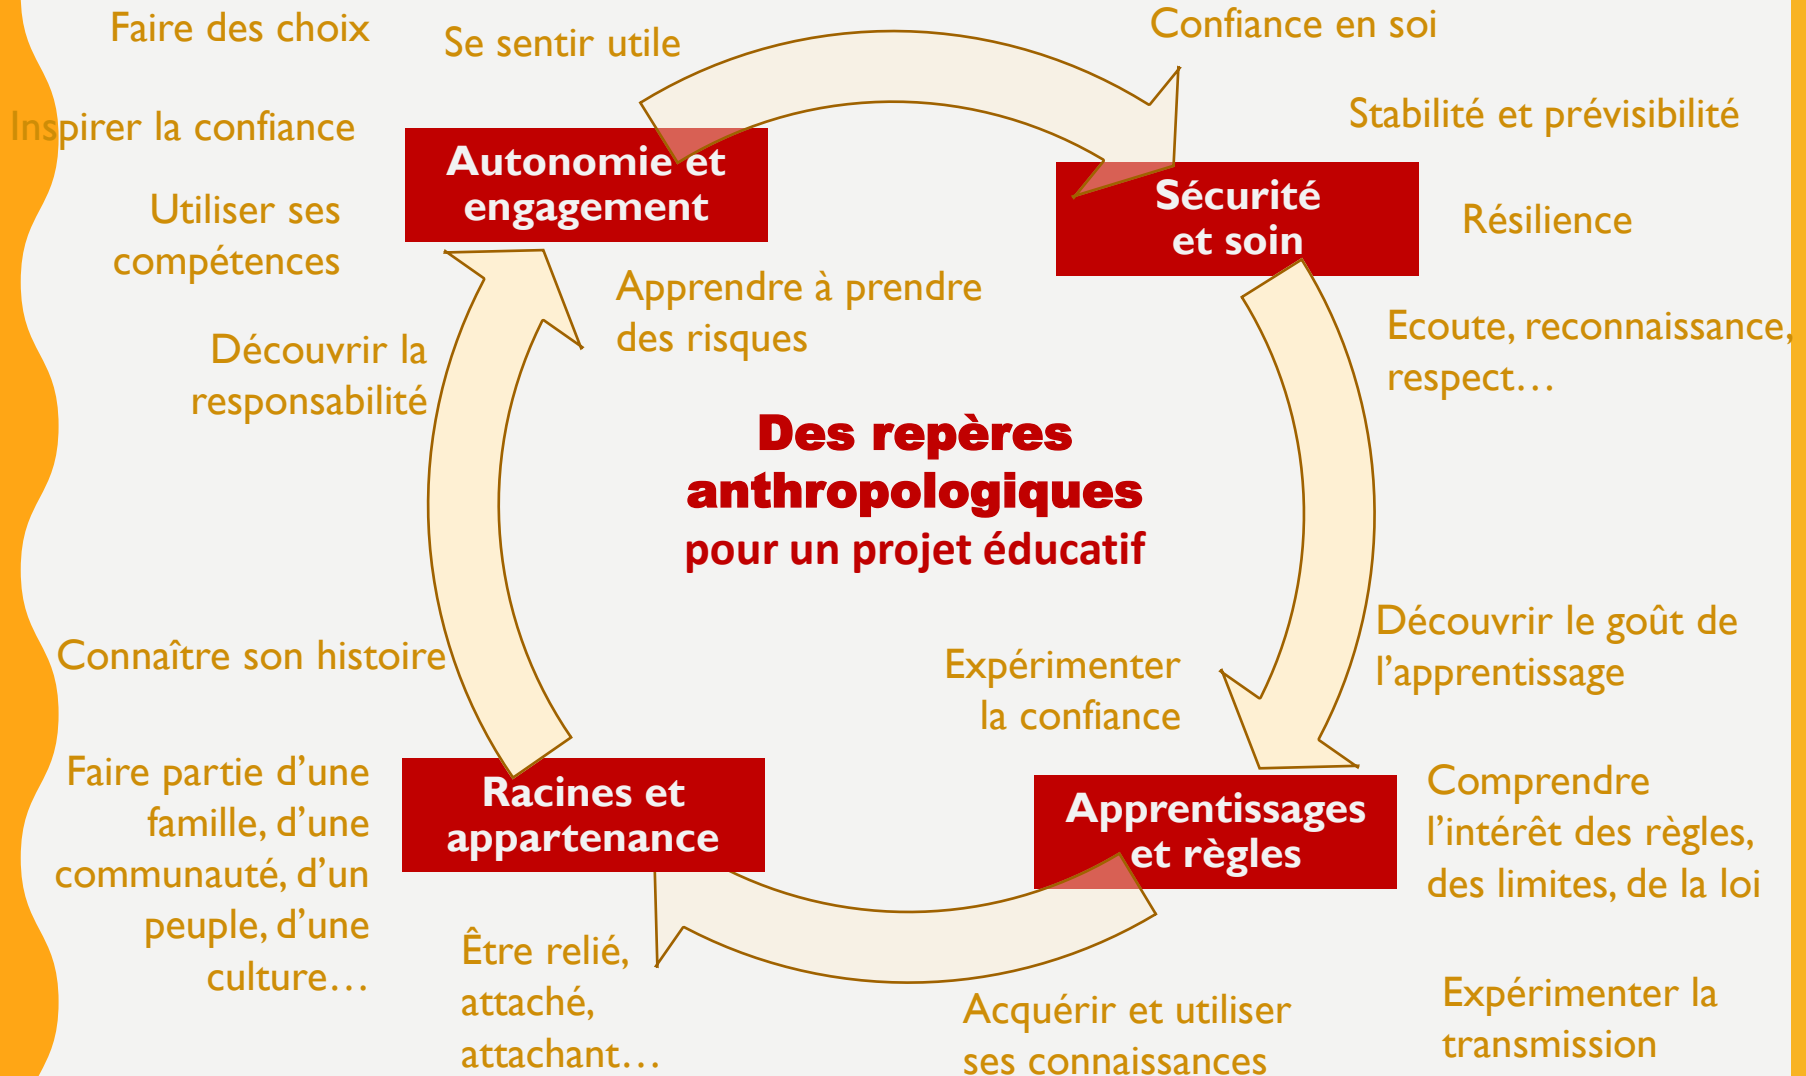 Faire des choix
Se sentir utile
Confiance en soi
Inspirer la confiance
Stabilité et prévisibilité
Autonomie et
engagement
Sécurité
et soin
Utiliser ses
compétences
Résilience
Apprendre à prendre
des risques
Découvrir la
responsabilité
Ecoute, reconnaissance,
respect…
Des repères
anthropologiques
pour un projet éducatif
Connaître son histoire
Expérimenter
la confiance
Découvrir le goût de
l’apprentissage
Faire partie d’une
famille, d’une
communauté, d’un
peuple, d’une
culture…
Racines et
appartenance
Apprentissages
et règles
Comprendre
l’intérêt des règles,
des limites, de la loi
Être relié,
attaché,
attachant…
Acquérir et utiliser
ses connaissances
Expérimenter la
transmission